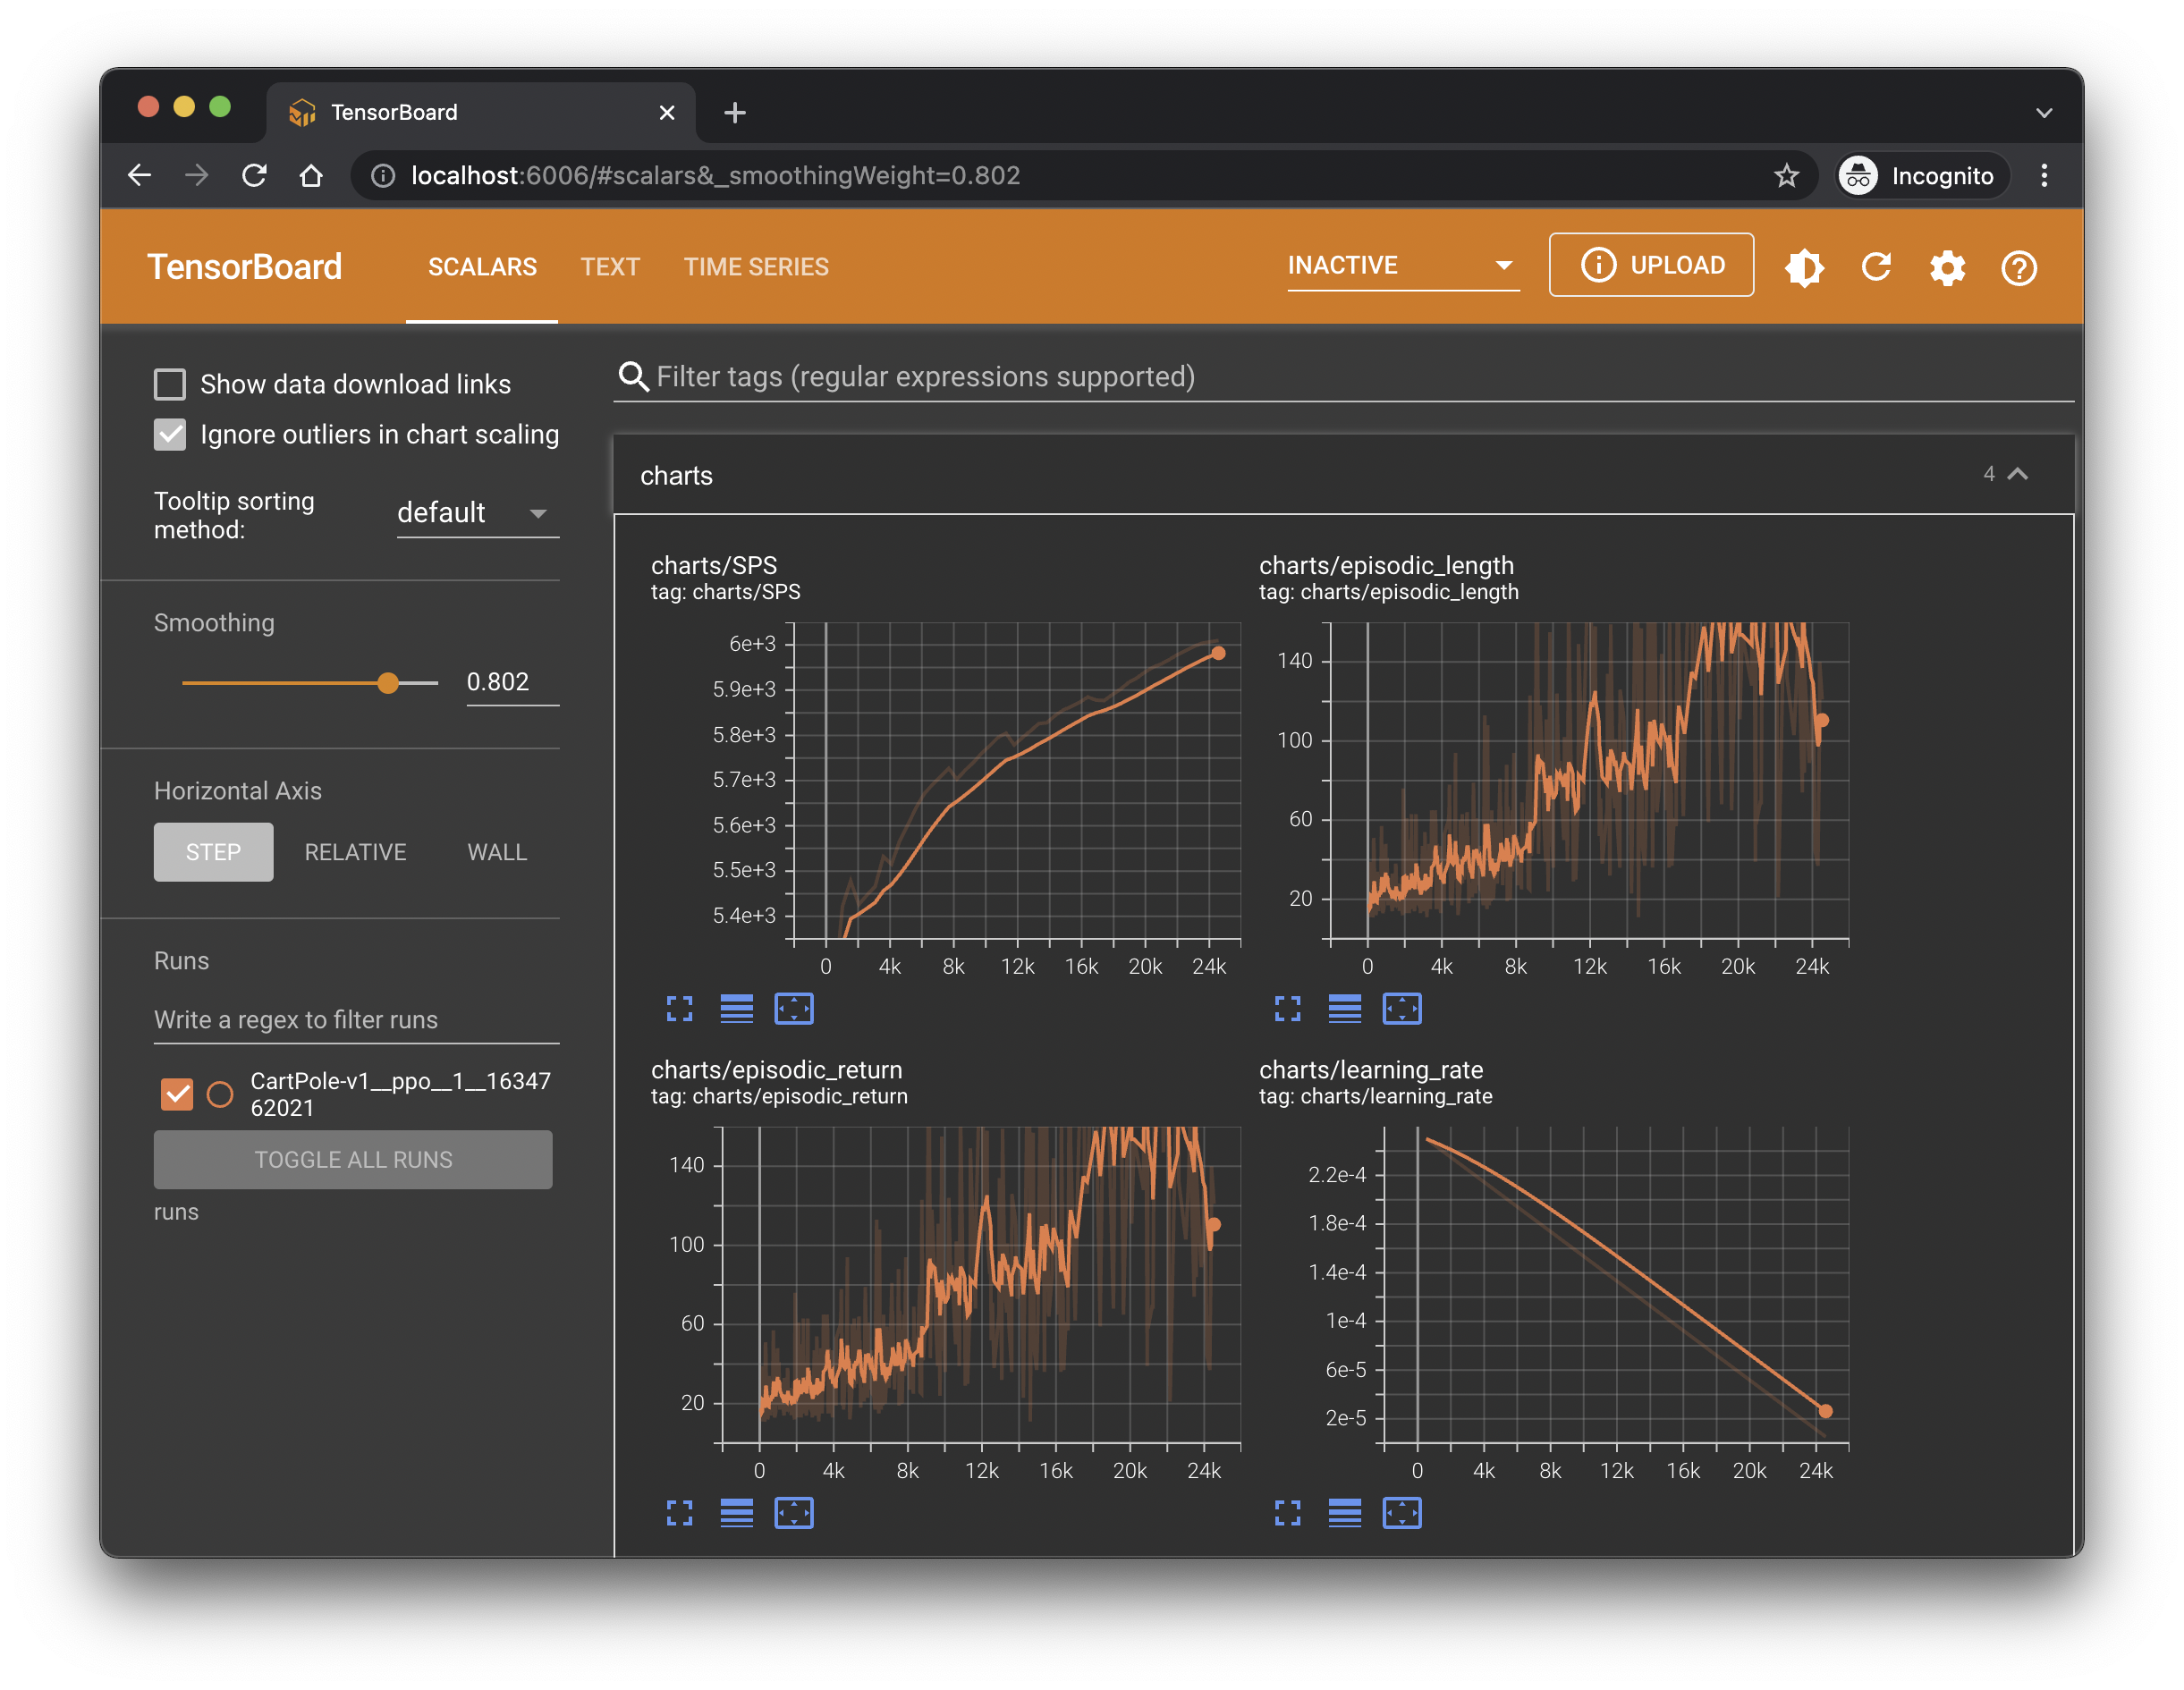 TensorBoard
localhost:6006/#scalars&_smoothingWeight=0.802
Incognito
TensorBoard
SCALARS
TEXT
TIME SERIES
INACTIVE
UPLOAD
Show data download links
Ignore outliers in chart scaling
Tooltip sorting
method:
default
Smoothing
0.802
Horizontal Axis
STEP
RELATIVE
WALL
Runs
Write a regex to filter runs
CartPole-v1__ppo__1__16347
62021
TOGGLE ALL RUNS
runs
Filter tags (regular expressions supported)
charts
4
charts/SPS
tag: charts/SPS
6e+3
5.9e+3
5.8e+3
5.7e+3
5.6e+3
5.5e+3
5.4e+3
0 4k 8k 12k 16k 20k 24k
charts/episodic_length
tag: charts/episodic_length
140
100
60
20
0 4k 8k 12k 16k 20k 24k
charts/episodic_return
tag: charts/episodic_return
140
100
60
20
0 4k 8k 12k 16k 20k 24k
charts/learning_rate
tag: charts/learning_rate
2.2e-4
1.8e-4
1.4e-4
1e-4
6e-5
2e-5
0 4k 8k 12k 16k 20k 24k